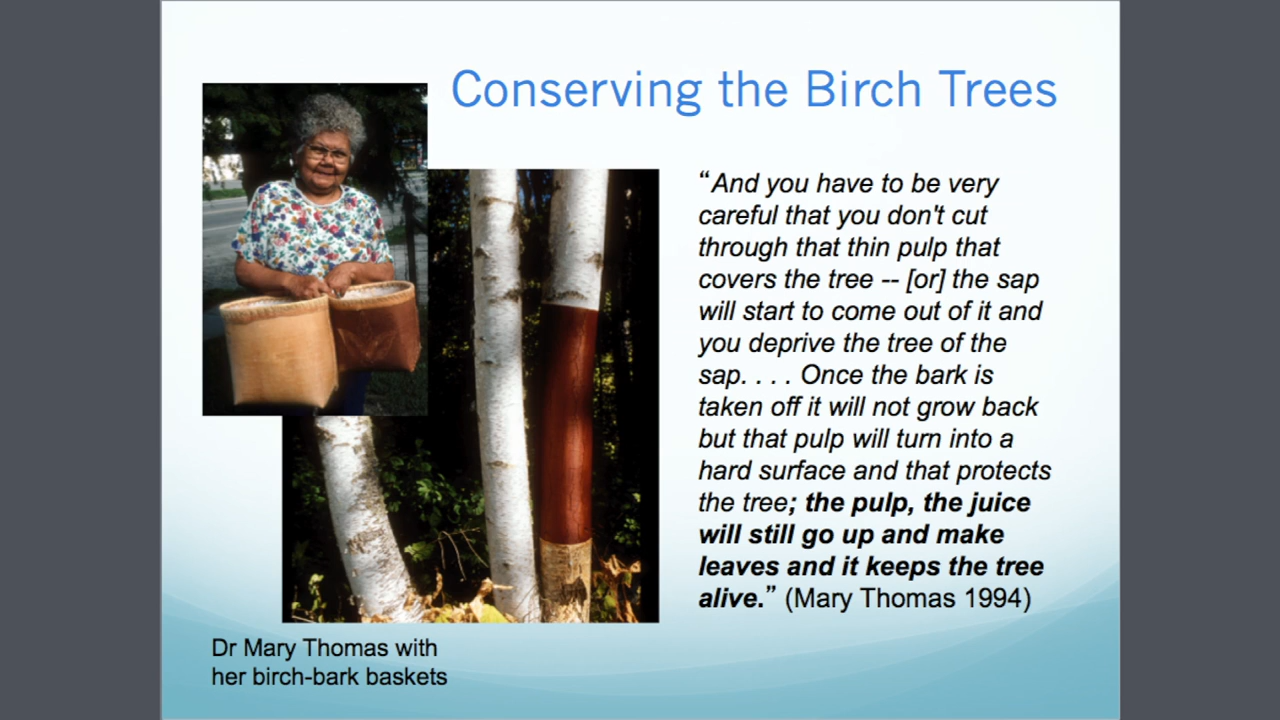 Conserving the Birch Trees
“And you have to be very
careful that you don't cut
through that thin pulp that
covers the tree -- [or] the sap
will start to come out of it and
you deprive the tree of the
sap. . . . Once the bark is
taken off it will not grow back
but that pulp will turn into a
hard surface and that protects
the tree; the pulp, the juice
will still go up and make
leaves and it keeps the tree
alive.” (Mary Thomas 1994)
Dr Mary Thomas with
her birch-bark baskets